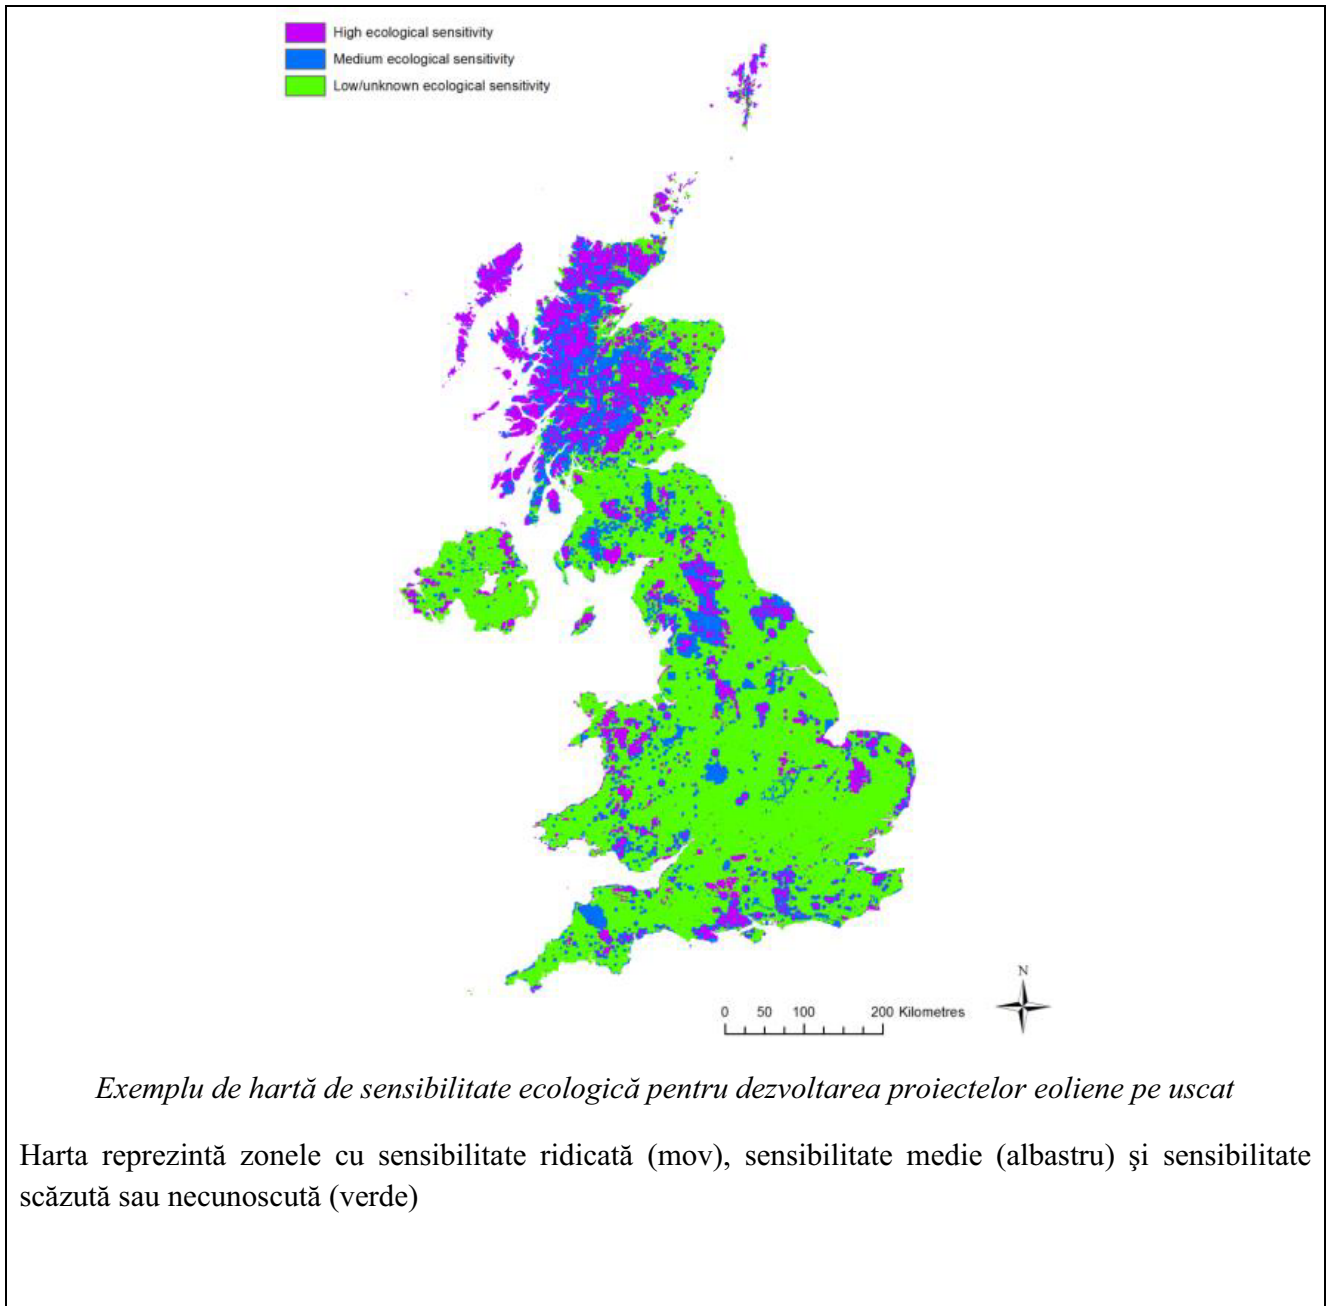 High ecological sensitivity
Medium ecological sensitivity
Low/unknown ecological sensitivity
N
0 50 100 200 Kilometres
Exemplu de hartă de sensibilitate ecologică pentru dezvoltarea proiectelor eoliene pe uscat
Harta reprezintă zonele cu sensibilitate ridicată (mov), sensibilitate medie (albastru) şi sensibilitate
scăzută sau necunoscută (verde)